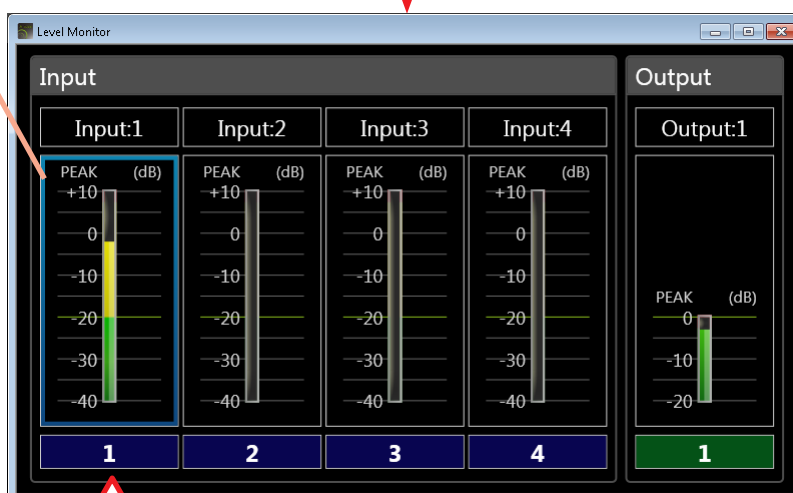 Level Monitor
Input
Output
Input:1 Input:2 Input:3 Input:4 Output:1
PEAK (dB) PEAK (dB) PEAK (dB) PEAK (dB)
+10 +10 +10 +10
0 0 0 0
-10 -10 -10 -10
PEAK (dB)
-20 -20 -20 -20 0
-30 -30 -30 -30 -10
-40 -40 -40 -40 -20
1 2 3 4 1